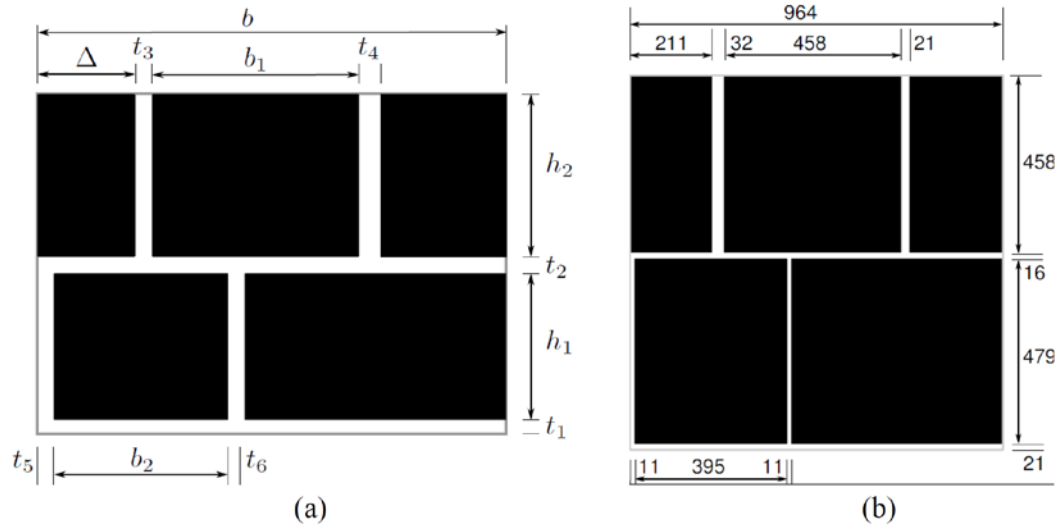 b
t₃ t₄
Δ b₁
h₂
t₂
h₁
t₁
t₅ b₂ t₆
(a)
964
211 32 458 21
458
16
479
11 395 11 21
(b)